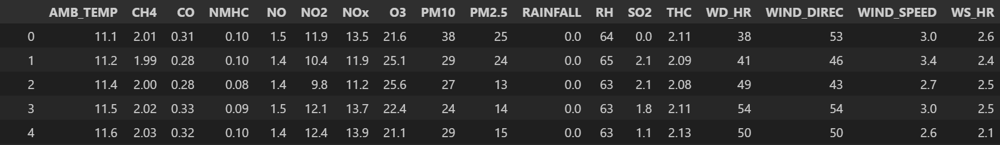 AMB_TEMP CH4 CO NMHC NO NO2 NOx O3 PM10 PM2.5 RAINFALL RH SO2 THC WD_HR WIND_DIREC WIND_SPEED WS_HR
0 11.1 2.01 0.31 0.10 1.5 11.9 13.5 21.6 38 25 0.0 64 0.0 2.11 38 53 3.0 2.6
1 11.2 1.99 0.28 0.10 1.4 10.4 11.9 25.1 29 24 0.0 65 2.1 2.09 41 46 3.4 2.4
2 11.4 2.00 0.28 0.08 1.4 9.8 11.2 25.6 27 13 0.0 63 2.1 2.08 49 43 2.7 2.5
3 11.5 2.02 0.33 0.09 1.5 12.1 13.7 22.4 24 14 0.0 63 1.8 2.11 54 54 3.0 2.5
4 11.6 2.03 0.32 0.10 1.4 12.4 13.9 21.1 29 15 0.0 63 1.1 2.13 50 50 2.6 2.1